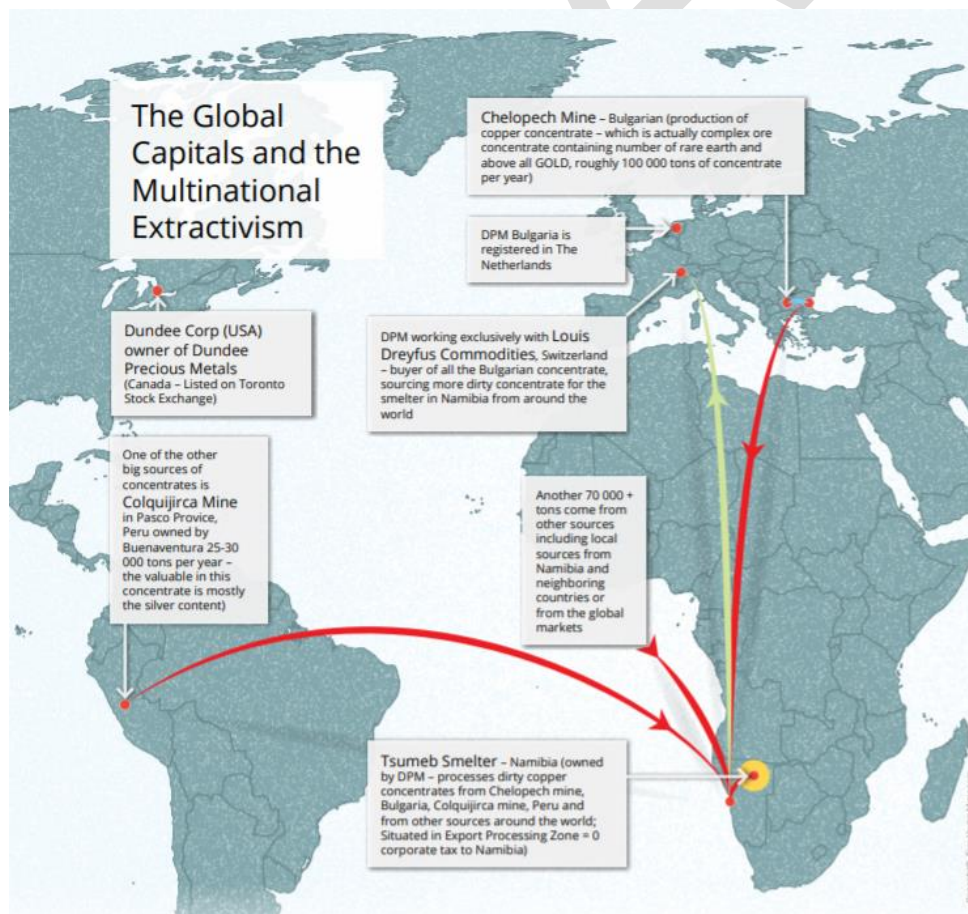 The Global
Capitals and the
Multinational
Extractivism
Chelopech Mine – Bulgarian (production of
copper concentrate – which is actually complex ore
concentrate containing number of rare earth and
above all GOLD, roughly 100 000 tons of concentrate
per year)
DPM Bulgaria is
registered in The
Netherlands
Dundee Corp (USA)
owner of Dundee
Precious Metals
(Canada – Listed on Toronto
Stock Exchange)
DPM working exclusively with Louis
Dreyfus Commodities, Switzerland
– buyer of all the Bulgarian concentrate,
sourcing more dirty concentrate for the
smelter in Namibia from around the
world
One of the other
big sources of
concentrates is
Colquijirca Mine
in Pasco Provice,
Peru owned by
Buenaventura 25-30
000 tons per year –
the valuable in this
concentrate is mostly
the silver content)
Another 70 000 +
tons come from
other sources
including local
sources from
Namibia and
neighboring
countries or
from the global
markets
Tsumeb Smelter – Namibia (owned
by DPM – processes dirty copper
concentrates from Chelopech mine,
Bulgaria, Colquijirca mine, Peru and
from other sources around the world;
Situated in Export Processing Zone = 0
corporate tax to Namibia)